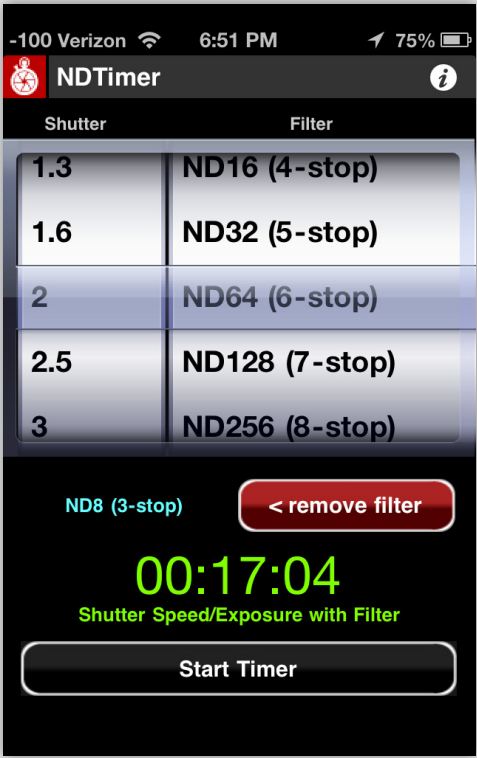 -100 Verizon 6:51 PM 75%
NDTimer
Shutter Filter
1.3 ND16 (4-stop)
1.6 ND32 (5-stop)
2 ND64 (6-stop)
2.5 ND128 (7-stop)
3 ND256 (8-stop)
ND8 (3-stop) < remove filter
00:17:04
Shutter Speed/Exposure with Filter
Start Timer